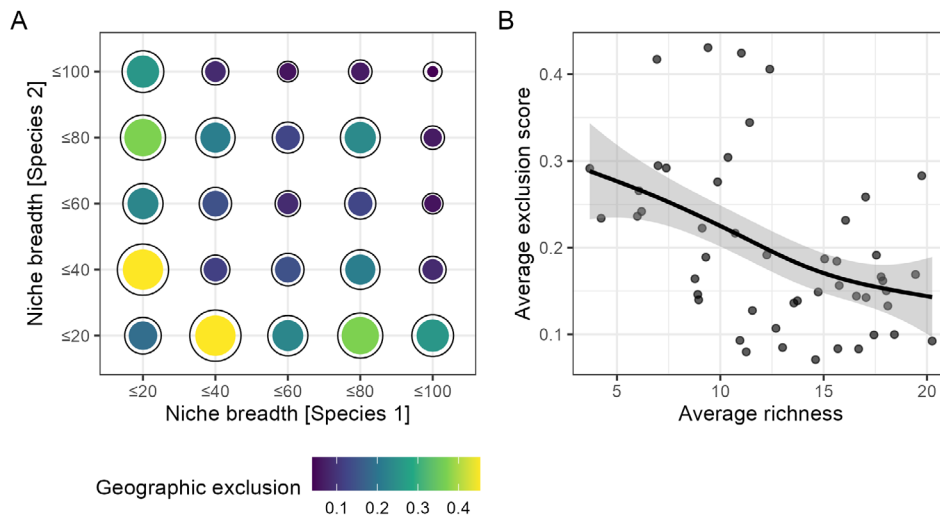 A
Niche breadth [Species 2]
≤100
≤80
≤60
≤40
≤20
≤20 ≤40 ≤60 ≤80 ≤100
Niche breadth [Species 1]
Geographic exclusion
0.1 0.2 0.3 0.4
B
Average exclusion score
0.4
0.3
0.2
0.1
5 10 15 20
Average richness